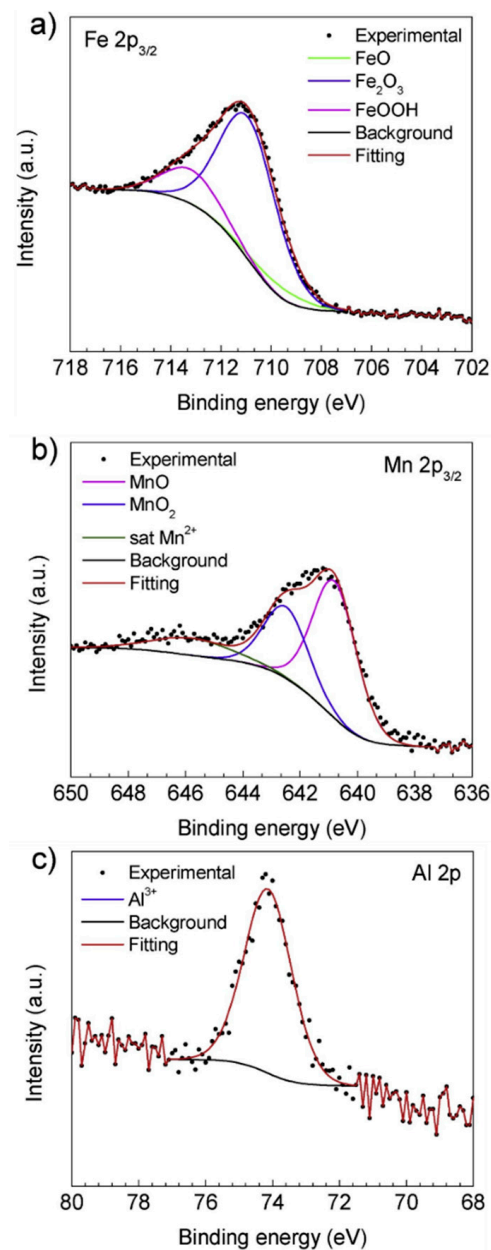 a)
Fe 2p3/2
Experimental
FeO
Fe2O3
FeOOH
Background
Fitting
Intensity (a.u.)
718 716 714 712 710 708 706 704 702
Binding energy (eV)
b)
Experimental
Mn 2p3/2
MnO
MnO2
sat Mn2+
Background
Fitting
Intensity (a.u.)
650 648 646 644 642 640 638 636
Binding energy (eV)
c)
Experimental
Al 2p
Al3+
Background
Fitting
Intensity (a.u.)
80 78 76 74 72 70 68
Binding energy (eV)